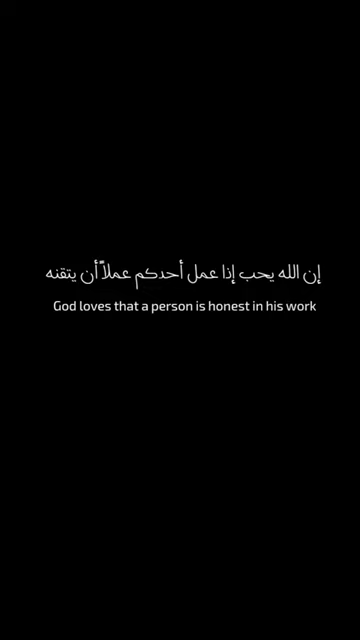 إن الله يحب إذا عمل أحدكم عملاً أن يتقنه
God loves that a person is honest in his work